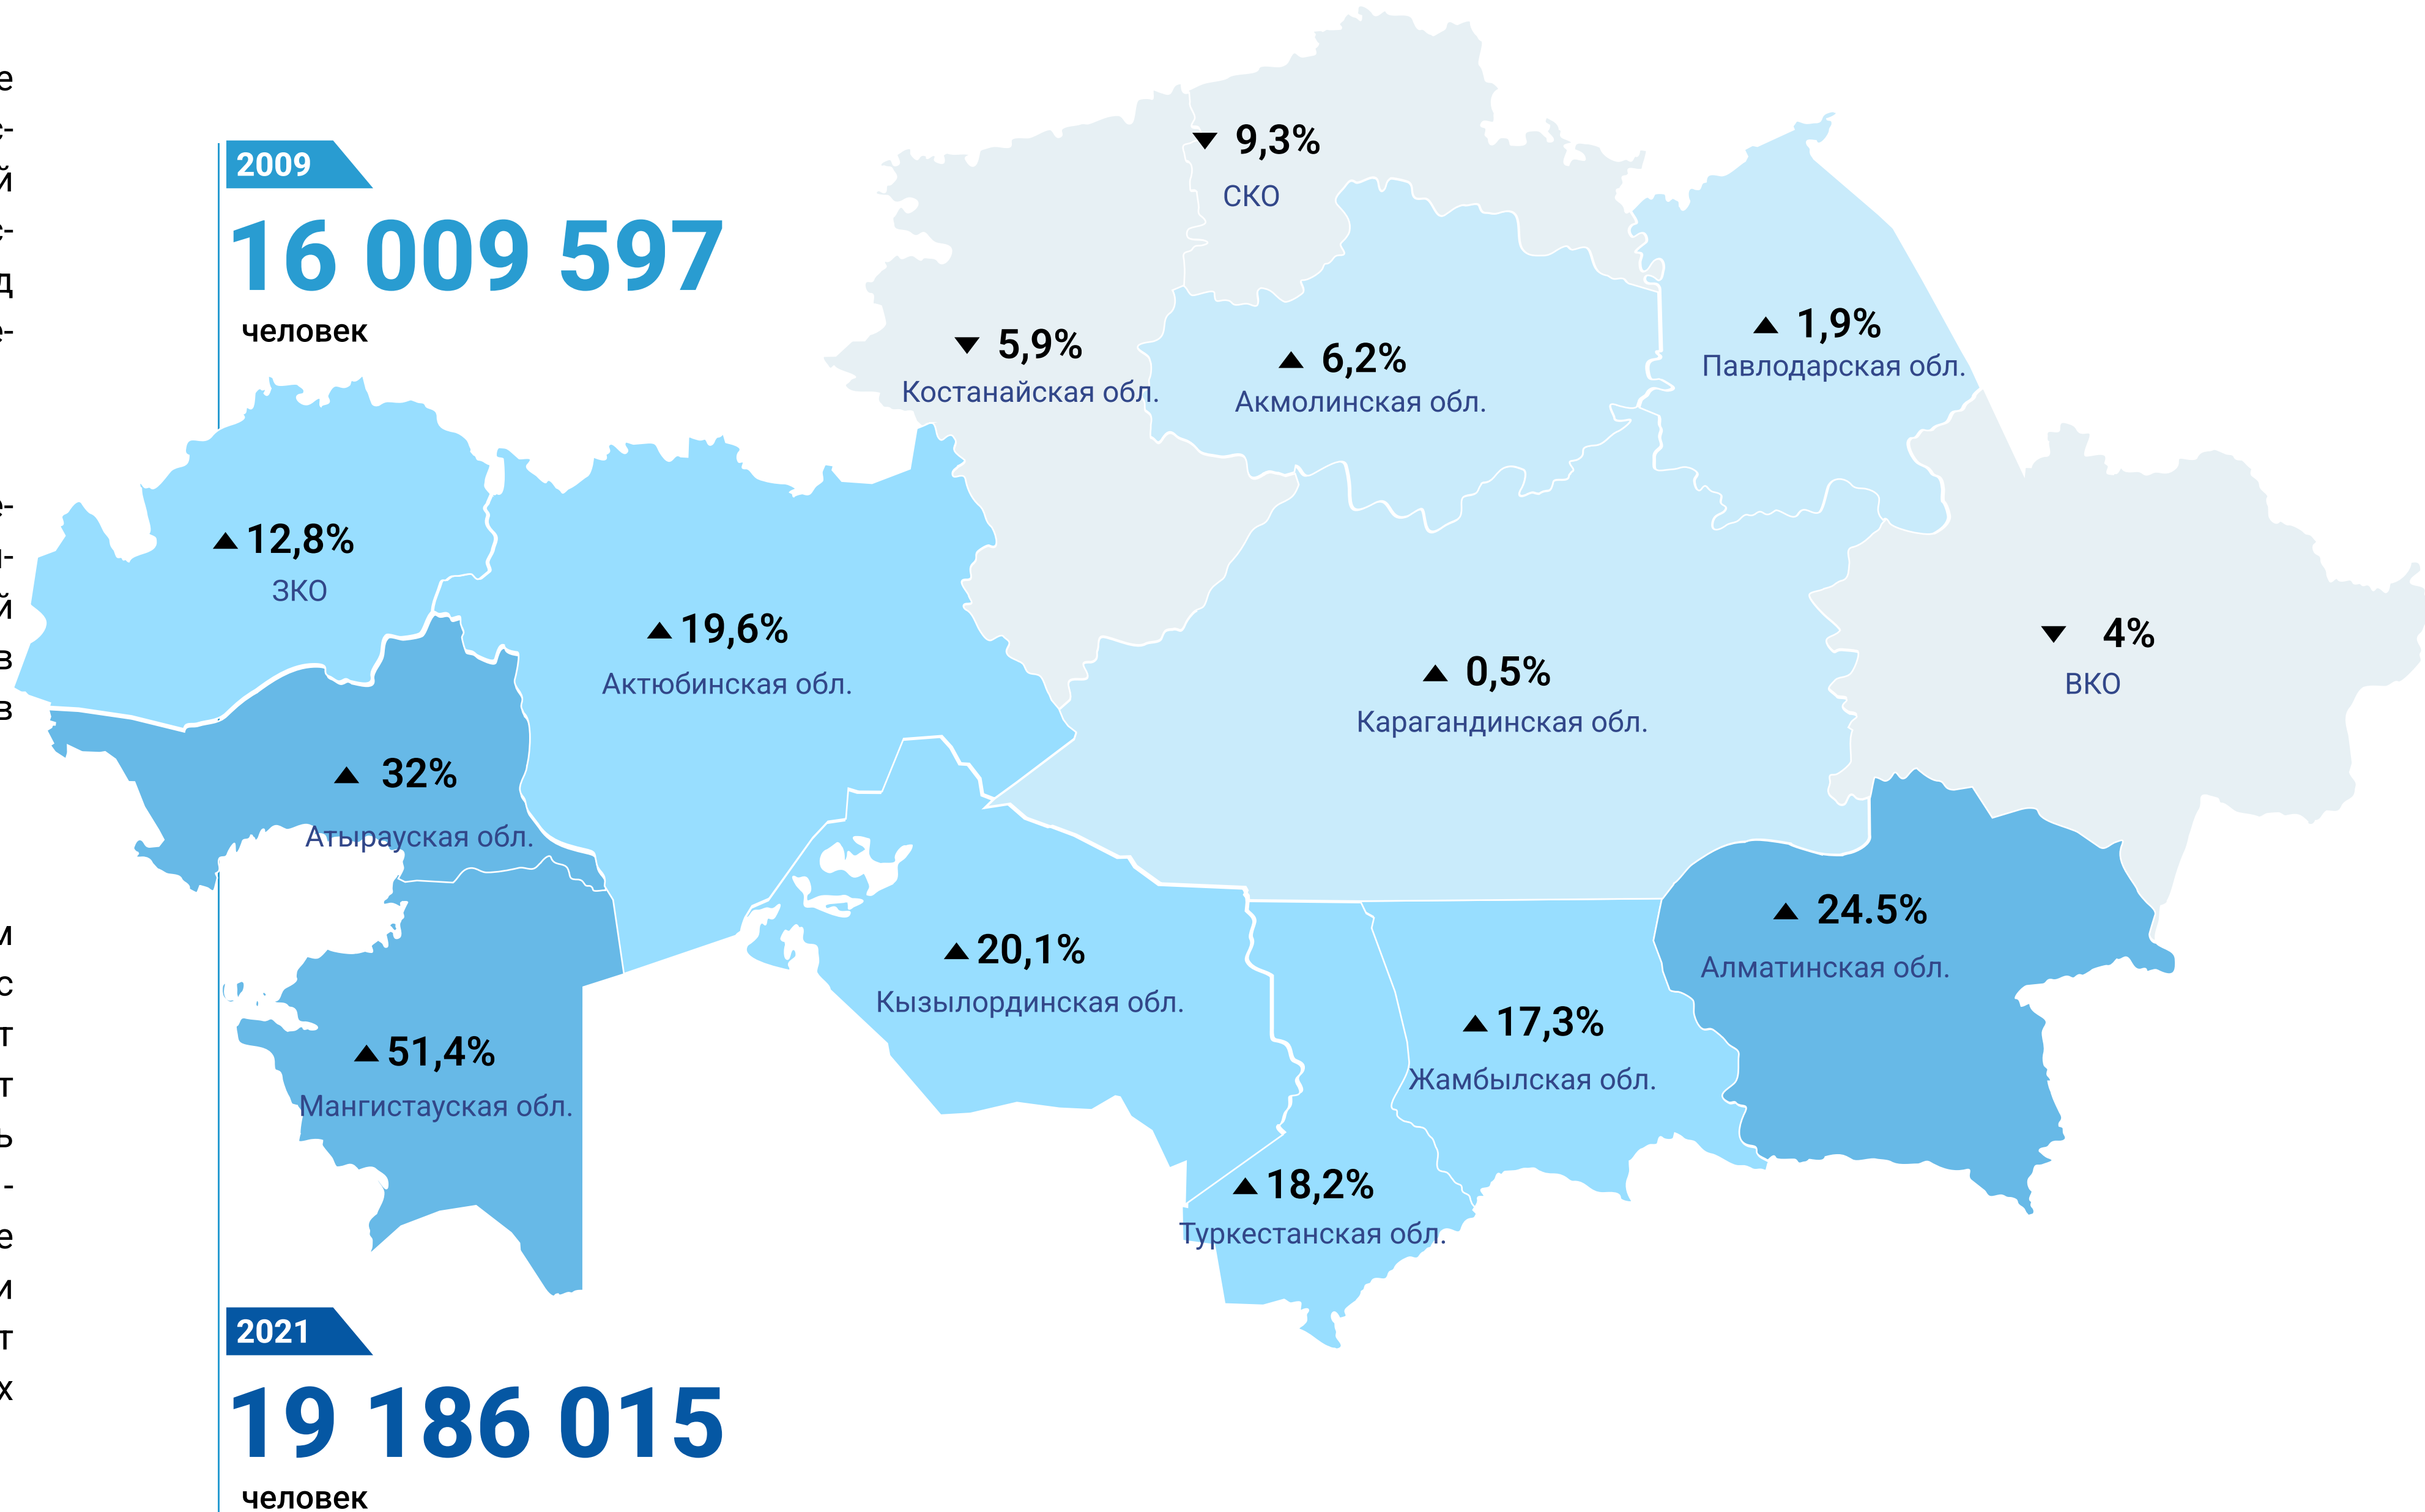 2009
16 009 597
человек
9,3%
СКО
5,9%
Костанайская обл.
6,2%
Акмолинская обл.
1,9%
Павлодарская обл.
12,8%
ЗКО
19,6%
Актюбинская обл.
0,5%
Карагандинская обл.
4%
ВКО
32%
Атырауская обл.
24.5%
Алматинская обл.
20,1%
Кызылординская обл.
17,3%
Жамбылская обл.
51,4%
Мангистауская обл.
18,2%
Туркестанская обл.
2021
19 186 015
человек